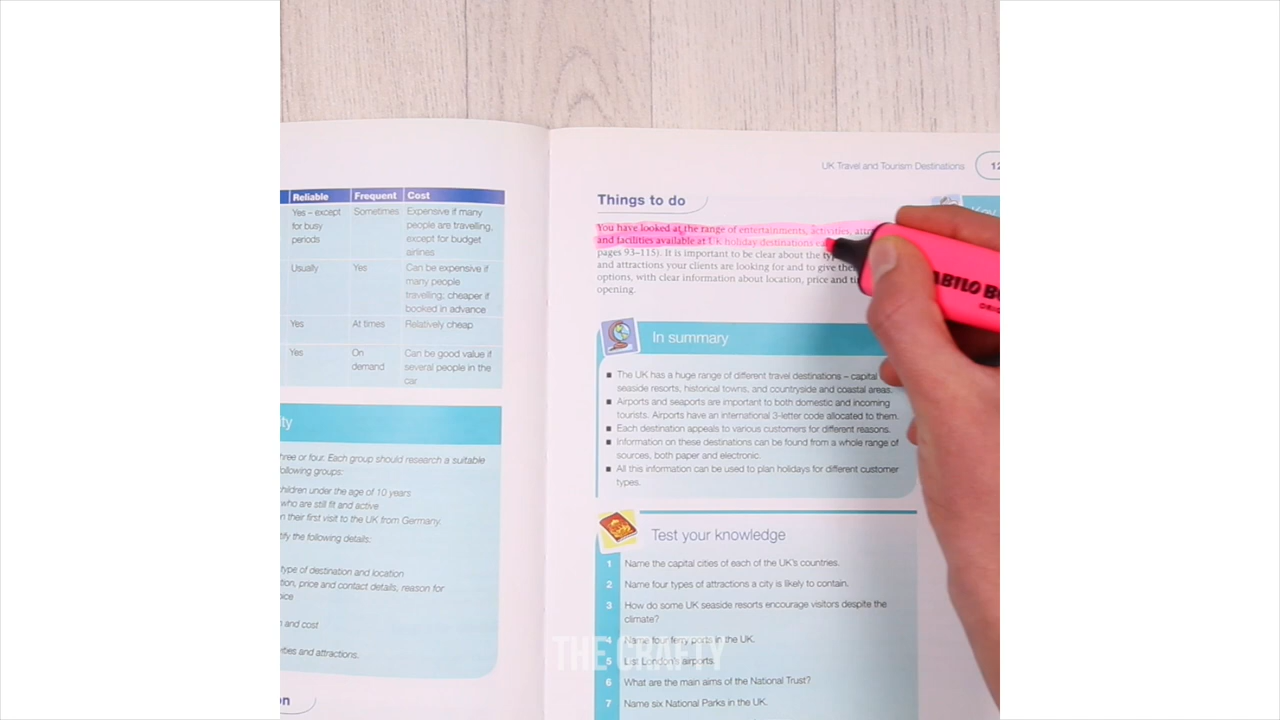 Reliable Frequent Cost
Yes – except Sometimes Expensive if many
for busy people are travelling,
periods except for budget
airlines
Usually Yes Can be expensive if
many people
travelling; cheaper if
booked in advance
Yes At times Relatively cheap
Yes On Can be good value if
demand several people in the
car
three or four. Each group should research a suitable
following groups:
children under the age of 10 years
who are still fit and active
n their first visit to the UK from Germany.
tify the following details:
type of destination and location
tion, price and contact details, reason for
n and cost
vities and attractions.
UK Travel and Tourism Destinations
Things to do
You have looked at the range of entertainments, activities,
and facilities available at UK holiday destinations
pages 93–115). It is important to be clear about the
and attractions your clients are looking for and to give
options, with clear information about location, price and
opening.
In summary
■ The UK has a huge range of different travel destinations – capital
seaside resorts, historical towns, and countryside and coastal areas.
■ Airports and seaports are important to both domestic and incoming
tourists. Airports have an international 3-letter code allocated to them.
■ Each destination appeals to various customers for different reasons.
■ Information on these destinations can be found from a whole range of
sources, both paper and electronic.
■ All this information can be used to plan holidays for different customer
types.
Test your knowledge
1 Name the capital cities of each of the UK's countries.
2 Name four types of attractions a city is likely to contain.
3 How do some UK seaside resorts encourage visitors despite the
climate?
4 Name four ferry ports in the UK.
5 List London's airports.
6 What are the main aims of the National Trust?
7 Name six National Parks in the UK.
THE CRAFTY